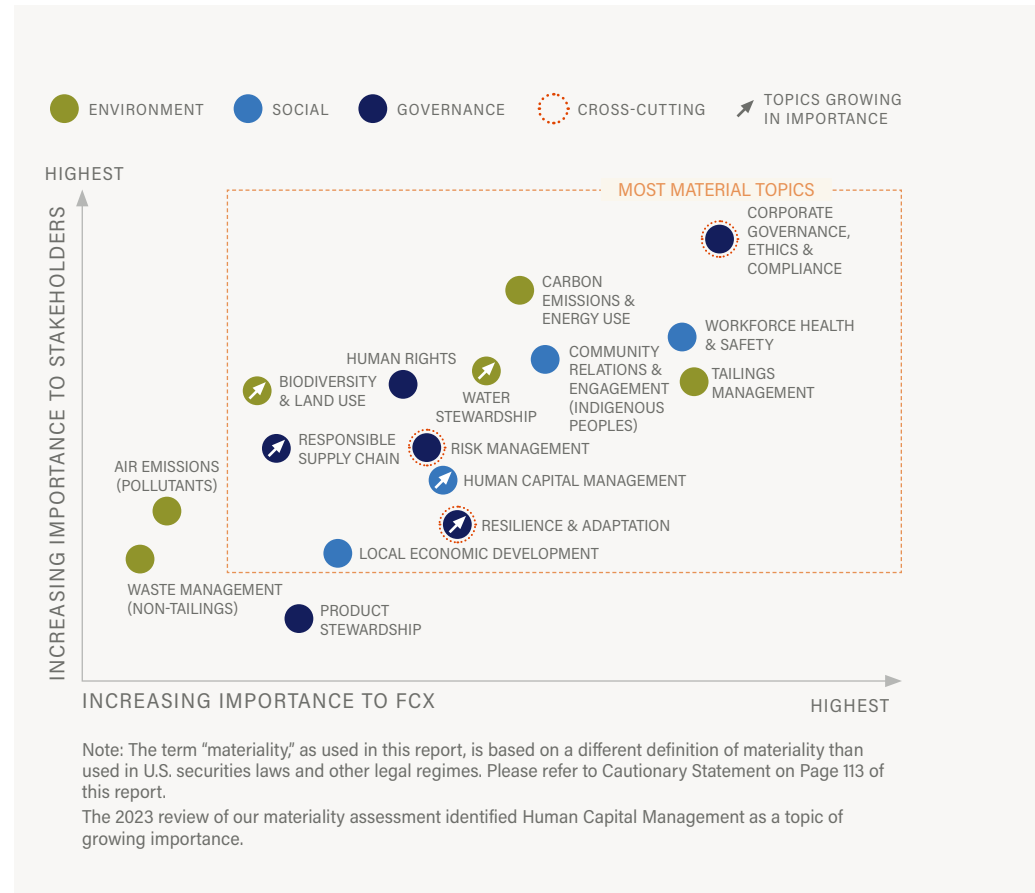 ENVIRONMENT
SOCIAL
GOVERNANCE
CROSS-CUTTING
TOPICS GROWING
IN IMPORTANCE
HIGHEST
INCREASING IMPORTANCE TO STAKEHOLDERS
MOST MATERIAL TOPICS
CORPORATE
GOVERNANCE,
ETHICS &
COMPLIANCE
CARBON
EMISSIONS &
ENERGY USE
WORKFORCE HEALTH
& SAFETY
COMMUNITY
RELATIONS &
ENGAGEMENT
(INDIGENOUS
PEOPLES)
TAILINGS
MANAGEMENT
HUMAN RIGHTS
WATER
STEWARDSHIP
BIODIVERSITY
& LAND USE
RESPONSIBLE
SUPPLY CHAIN
RISK MANAGEMENT
HUMAN CAPITAL MANAGEMENT
AIR EMISSIONS
(POLLUTANTS)
RESILIENCE & ADAPTATION
LOCAL ECONOMIC DEVELOPMENT
WASTE MANAGEMENT
(NON-TAILINGS)
PRODUCT
STEWARDSHIP
INCREASING IMPORTANCE TO FCX
HIGHEST
Note: The term “materiality,” as used in this report, is based on a different definition of materiality than
used in U.S. securities laws and other legal regimes. Please refer to Cautionary Statement on Page 113 of
this report.
The 2023 review of our materiality assessment identified Human Capital Management as a topic of
growing importance.